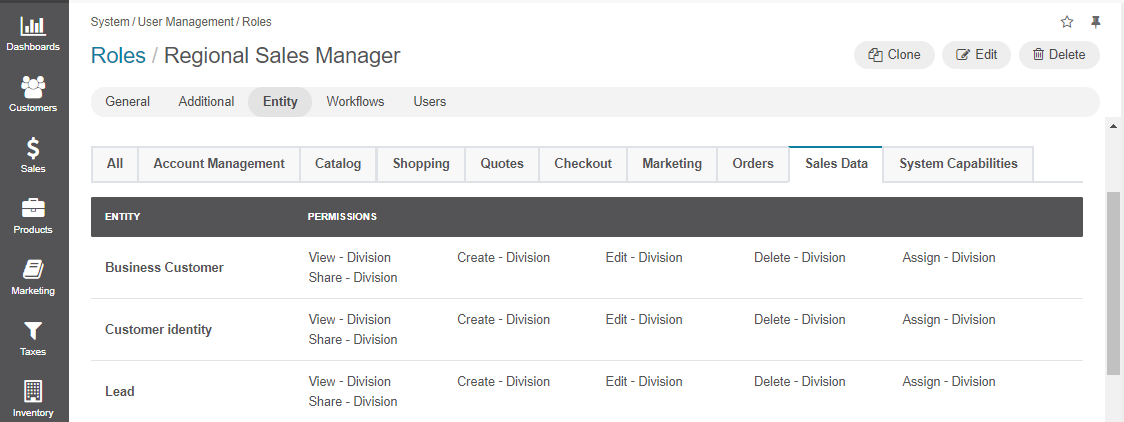 Dashboards
Customers
Sales
Products
Marketing
Taxes
Inventory
System / User Management / Roles
Roles / Regional Sales Manager
Clone Edit Delete
General Additional Entity Workflows Users
All Account Management Catalog Shopping Quotes Checkout Marketing Orders Sales Data System Capabilities
ENTITY PERMISSIONS
Business Customer View - Division Create - Division Edit - Division Delete - Division Assign - Division
Share - Division
Customer identity View - Division Create - Division Edit - Division Delete - Division Assign - Division
Share - Division
Lead View - Division Create - Division Edit - Division Delete - Division Assign - Division
Share - Division